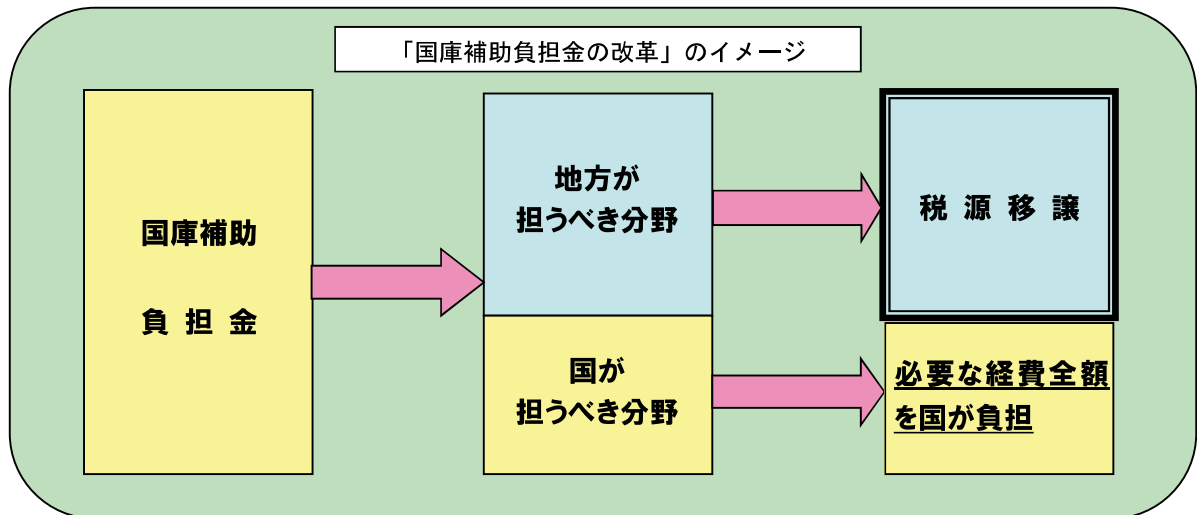 「国庫補助負担金の改革」のイメージ
国庫補助
負担金
地方が
担うべき分野
国が
担うべき分野
税源移譲
必要な経費全額
を国が負担